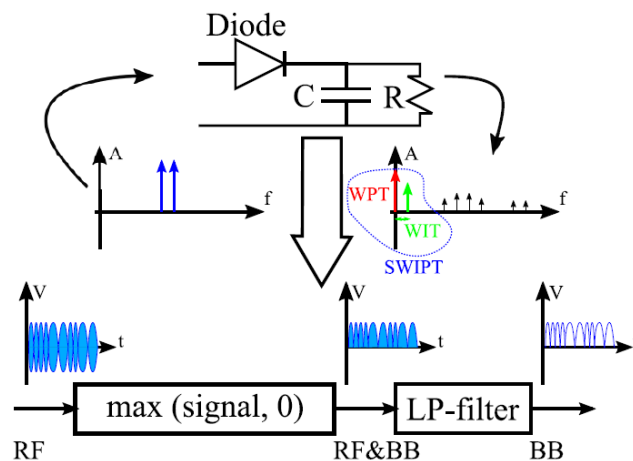 Diode
C
R
A
f
A
WPT
f
WIT
SWIPT
V
t
V
t
V
t
max (signal, 0)
LP-filter
RF
RF&BB
BB